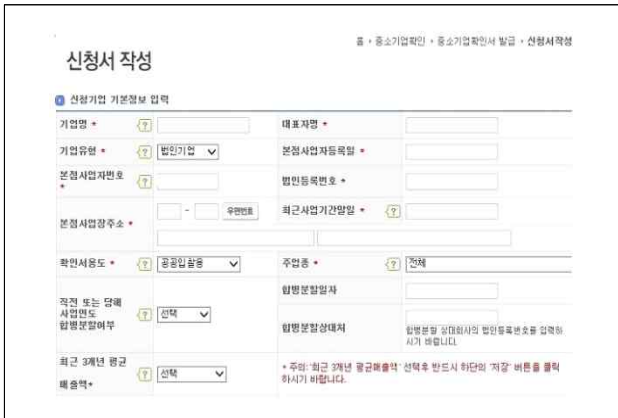 홈 ▸ 중소기업확인 ▸ 중소기업확인서 발급 ▸ 신청서작성
신청서 작성
신청기업 기본정보 입력
기업명 * ? 대표자명 *
기업유형 * ? 법인기업 본점사업자등록일 *
본점사업자번호 * ? 법인등록번호 *
본점사업장주소 * - 우편번호 최근사업기간말일 * ?
확인서용도 * ? 공공입찰용 주업종 * ? 전체
직전 또는 당해
사업연도
합병분할여부 ? 선택
합병분할일자
합병분할상대처
합병분할 상대회사의 법인등록번호를 입력하
시기 바랍니다.
최근 3개년 평균
매출액* ? 선택
* 주의:'최근 3개년 평균매출액' 선택후 반드시 하단의 '저장' 버튼을 클릭
하시기 바랍니다.